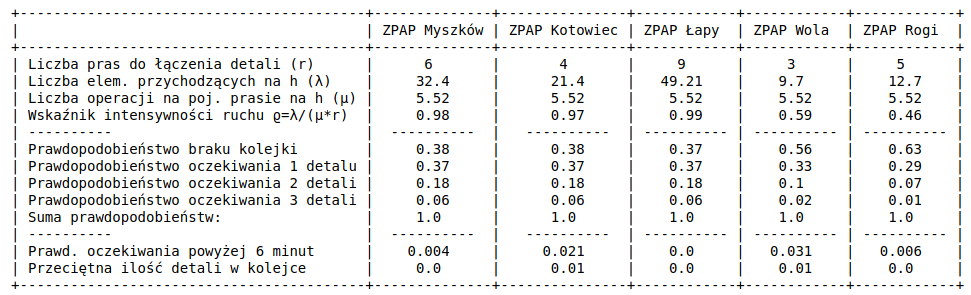 +------------------------------------------+--------------+---------------+------------+------------+------------+
|                                          | ZPAP Myszków | ZPAP Kotowiec | ZPAP Łapy  | ZPAP Wola  | ZPAP Rogi  |
+------------------------------------------+--------------+---------------+------------+------------+------------+
| Liczba pras do łączenia detali (r)       |      6       |       4       |     9      |     3      |     5      |
| Liczba elem. przychodzących na h (λ)     |     32.4     |      21.4     |   49.21    |    9.7     |    12.7    |
| Liczba operacji na poj. prasie na h (μ)  |     5.52     |      5.52     |    5.52    |    5.52    |    5.52    |
| Wskaźnik intensywności ruchu ϱ=λ/(μ*r)   |     0.98     |      0.97     |    0.99    |    0.59    |    0.46    |
| ----------                               |  ----------  |   ----------  | ---------- | ---------- | ---------- |
| Prawdopodobieństwo braku kolejki         |     0.38     |      0.38     |    0.37    |    0.56    |    0.63    |
| Prawdopodobieństwo oczekiwania 1 detalu  |     0.37     |      0.37     |    0.37    |    0.33    |    0.29    |
| Prawdopodobieństwo oczekiwania 2 detali  |     0.18     |      0.18     |    0.18    |    0.1     |    0.07    |
| Prawdopodobieństwo oczekiwania 3 detali  |     0.06     |      0.06     |    0.06    |    0.02    |    0.01    |
| Suma prawdopodobieństw:                  |     1.0      |      1.0      |    1.0     |    1.0     |    1.0     |
| ----------                               |  ----------  |   ----------  | ---------- | ---------- | ---------- |
| Prawd. oczekiwania powyżej 6 minut       |    0.004     |     0.021     |    0.0     |   0.031    |   0.006    |
| Przeciętna ilość detali w kolejce        |     0.0      |      0.01     |    0.0     |    0.01    |    0.0     |
+------------------------------------------+--------------+---------------+------------+------------+------------+